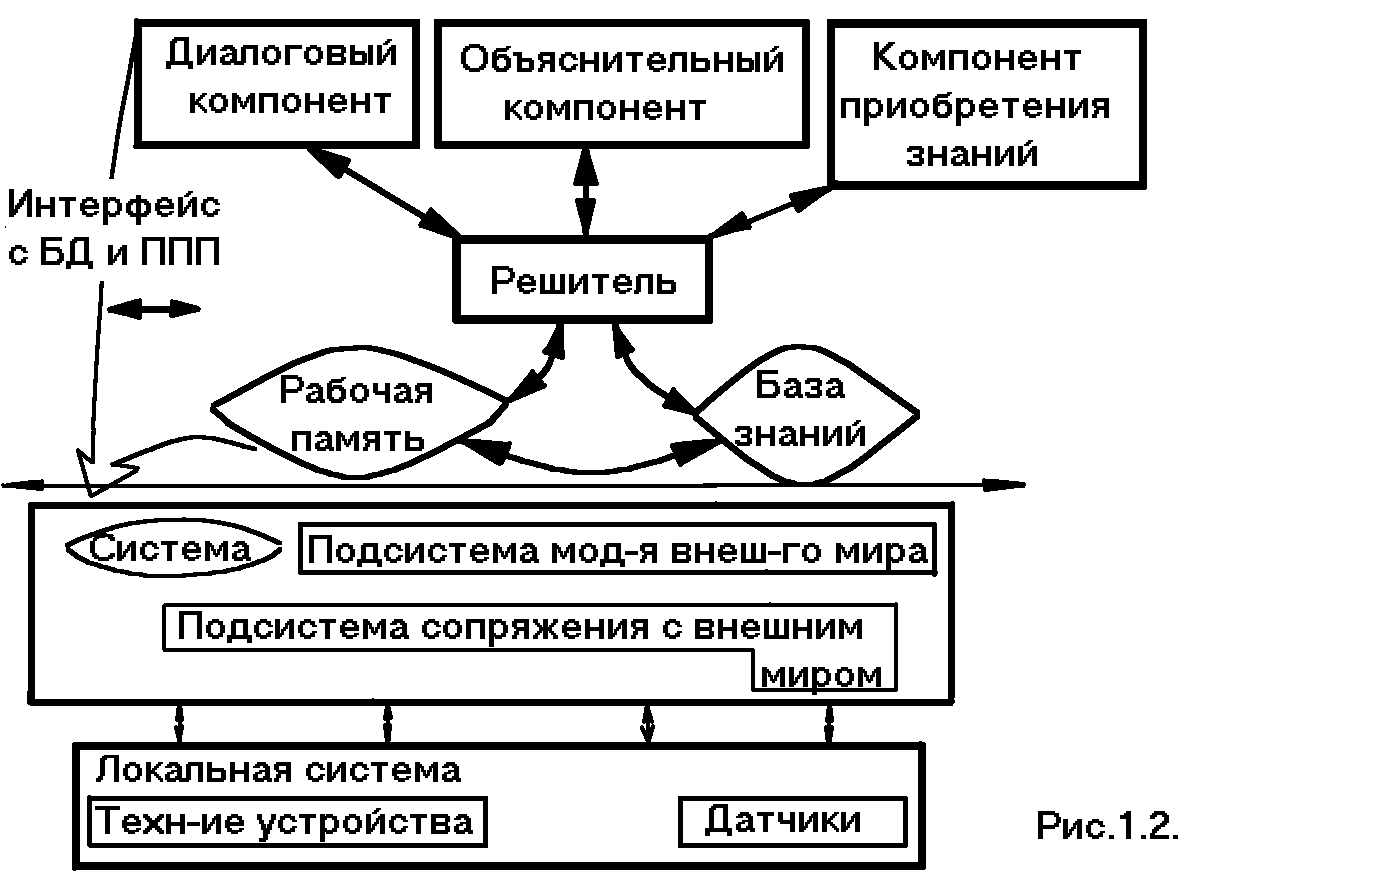 Диалоговый
компонент
Объяснительный
компонент
Компонент
приобретения
знаний
Интерфейс
с БД и ППП
Решитель
Рабочая
память
База
знаний
Система
Подсистема мод-я внеш-го мира
Подсистема сопряжения с внешним
миром
Локальная система
Техн-ие устройства
Датчики
Рис.1.2.